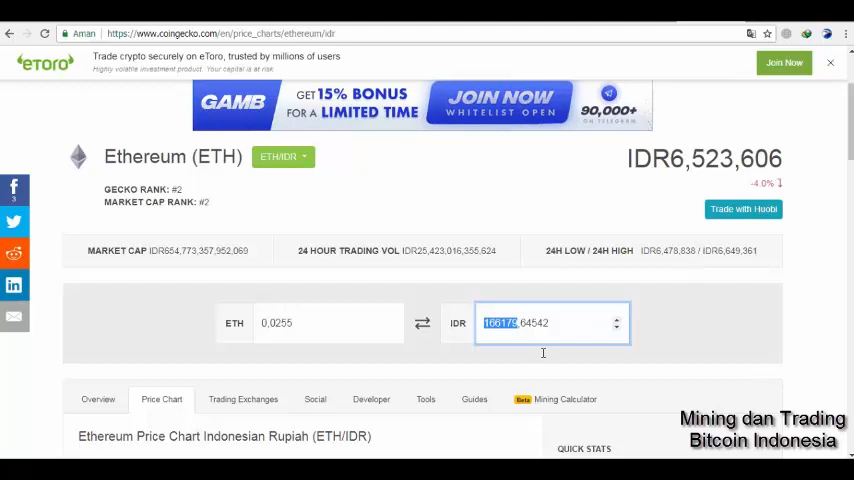 Aman
https://www.coingecko.com/en/price_charts/ethereum/idr
eTORO
Trade crypto securely on eToro, trusted by millions of users
Highly volatile investment product. Your capital is at risk.
Join Now
GAMB
GET 15% BONUS
FOR A LIMITED TIME
JOIN NOW
WHITELIST OPEN
90,000+
ON TELEGRAM
Ethereum (ETH)
ETH/IDR
IDR6,523,606
-4.0%
GECKO RANK: #2
MARKET CAP RANK: #2
Trade with Huobi
3
MARKET CAP IDR654,773,357,952,069
24 HOUR TRADING VOL IDR25,423,016,355,624
24H LOW / 24H HIGH IDR6,478,838 / IDR6,649,361
ETH
0,0255
IDR
166179,64542
Overview
Price Chart
Trading Exchanges
Social
Developer
Tools
Guides
Beta Mining Calculator
Ethereum Price Chart Indonesian Rupiah (ETH/IDR)
QUICK STATS
Mining dan Trading
Bitcoin Indonesia